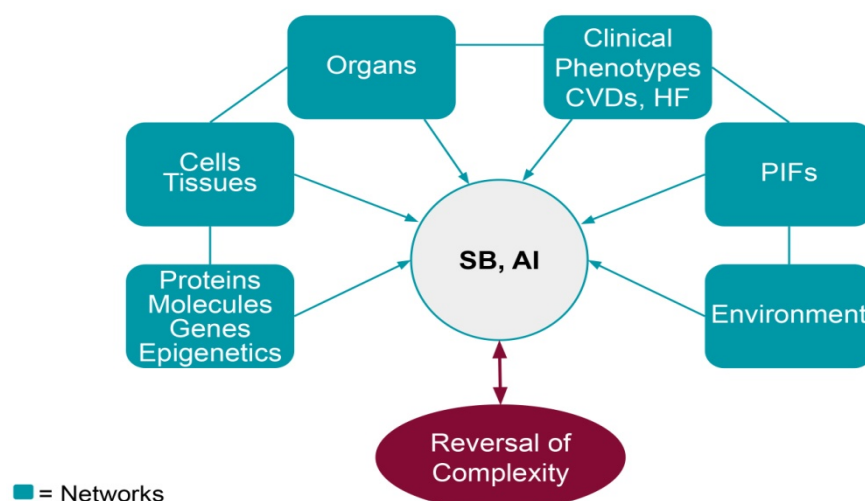 Organs
Clinical
Phenotypes
CVDs, HF
Cells
Tissues
PIFs
SB, AI
Proteins
Molecules
Genes
Epigenetics
Environment
Reversal of
Complexity
= Networks